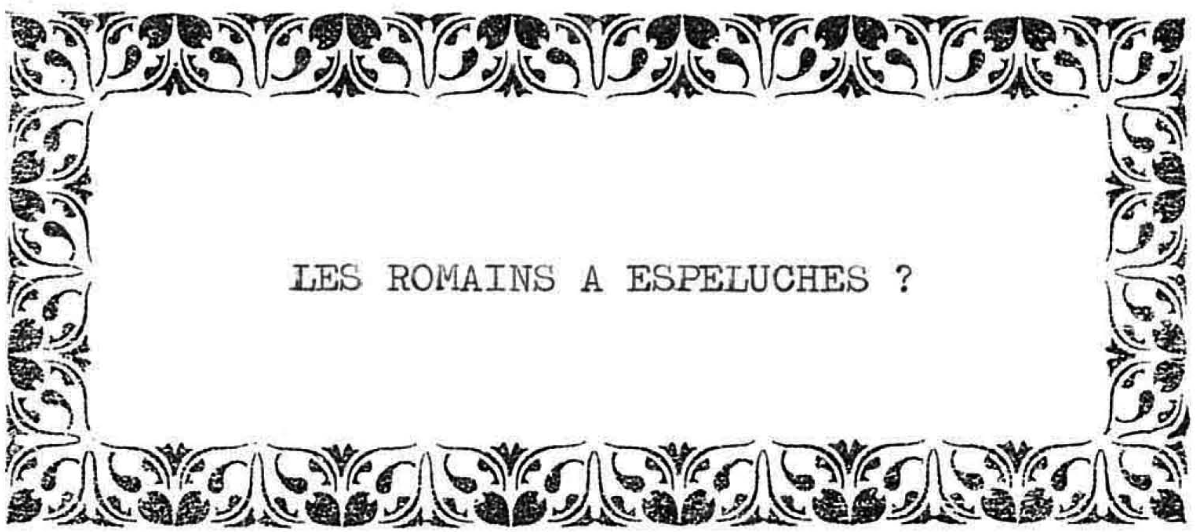 LES ROMAINS A ESPELUCHES ?